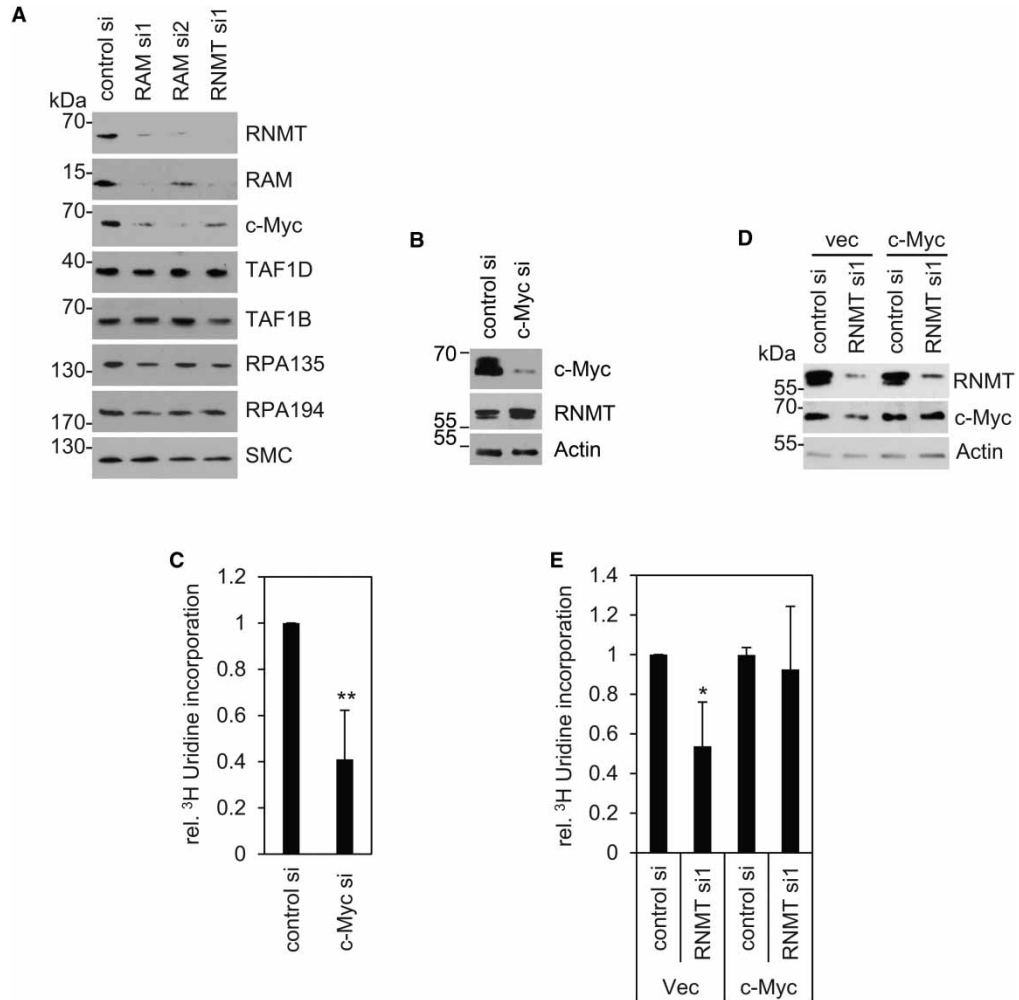 A
control si
RAM si1
RAM si2
RNMT si1
kDa
70-
RNMT
15-
RAM
70-
c-Myc
40-
TAF1D
70-
TAF1B
130-
RPA135
170-
RPA194
130-
SMC
B
control si
c-Myc si
70
c-Myc
55
RNMT
55
Actin
D
vec
c-Myc
control si
RNMT si1
control si
RNMT si1
kDa
55-
RNMT
70-
c-Myc
55-
Actin
C
rel. ³H Uridine incorporation
1.2
1
0.8
0.6
0.4
0.2
0
**
control si
c-Myc si
E
rel. ³H Uridine incorporation
1.4
1.2
1
0.8
0.6
0.4
0.2
0
*
control si
RNMT si1
control si
RNMT si1
Vec
c-Myc